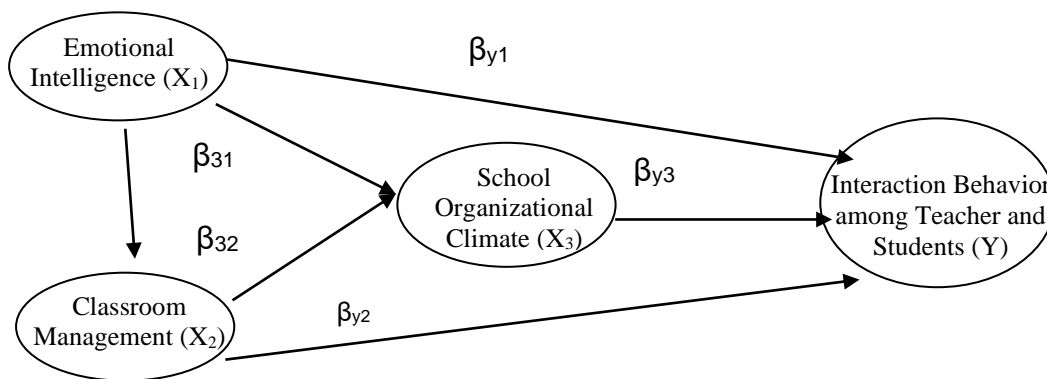 Emotional
Intelligence (X₁)
βy1
β31
School
Organizational
Climate (X₃)
βy3
Interaction Behavior
among Teacher and
Students (Y)
β32
Classroom
Management (X₂)
βy2